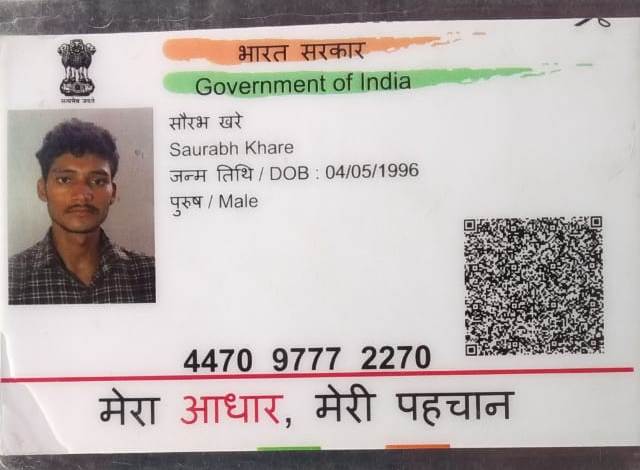 भारत सरकार
Government of India
सत्यमेव जयते
सौरभ खरे
Saurabh Khare
जन्म तिथि / DOB : 04/05/1996
पुरुष / Male
4470 9777 2270
मेरा आधार, मेरी पहचान